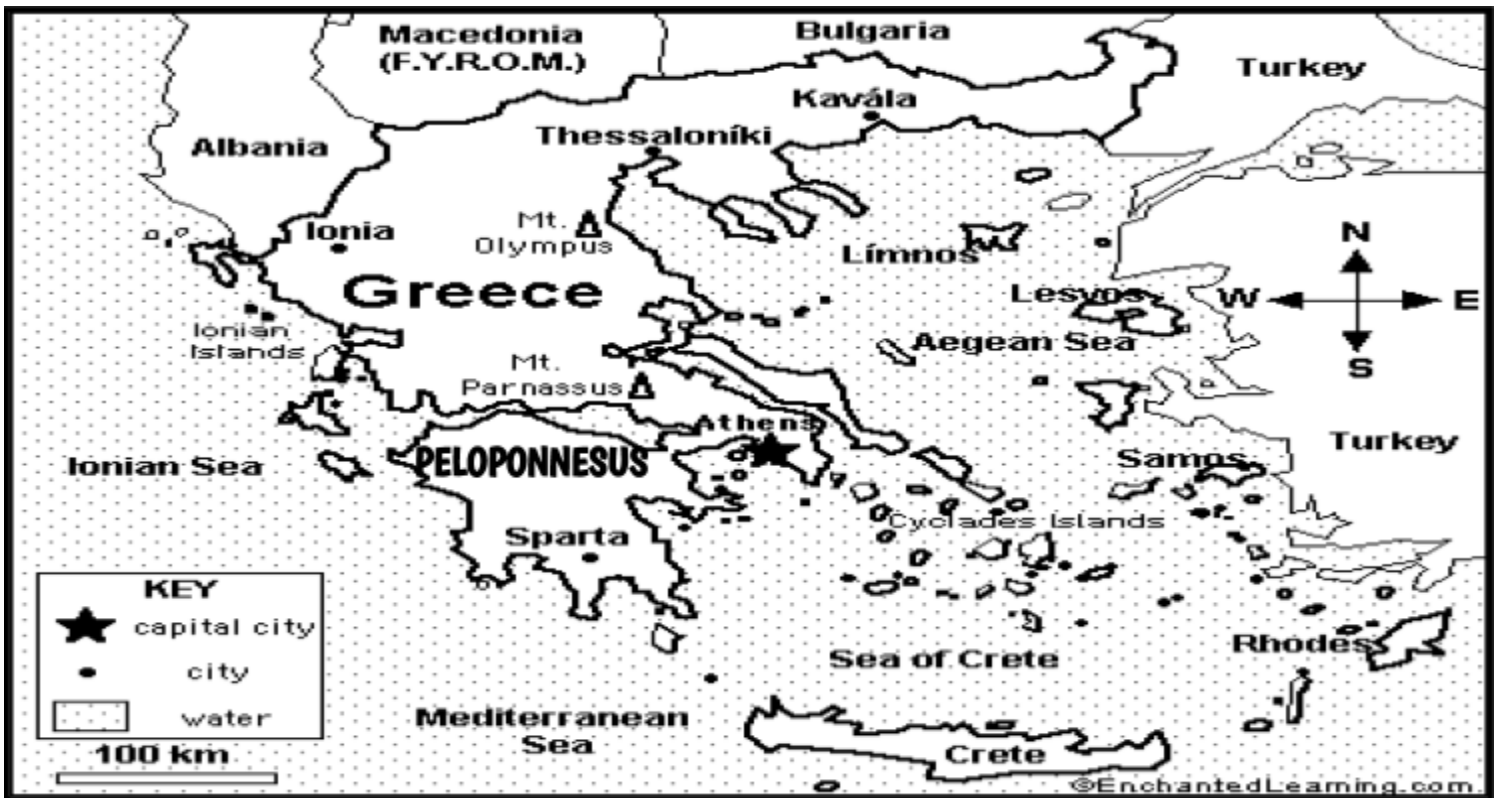 Macedonia
(F.Y.R.O.M.)
Bulgaria
Turkey
Kavála
Thessaloníki
Albania
Ionia
Mt.
Olympus
N
Límnos
Greece
Lesvos
W
E
Ionian
Islands
Aegean Sea
S
Mt.
Parnassus
Athens
Turkey
Ionian Sea
PELOPONNESUS
Samos
Cyclades Islands
Sparta
KEY
capital city
city
water
100 km
Rhodes
Sea of Crete
Mediterranean
Sea
Crete
©EnchantedLearning.com